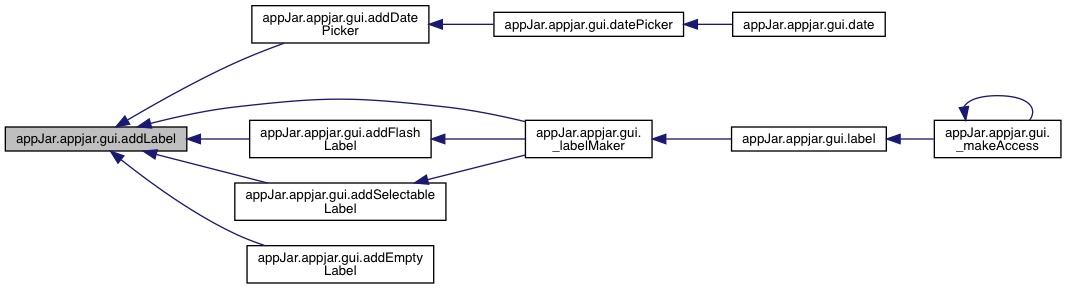 appJar.appjar.gui.addDate
Picker
appJar.appjar.gui.datePicker
appJar.appjar.gui.date
appJar.appjar.gui.addLabel
appJar.appjar.gui.addFlash
Label
appJar.appjar.gui.
_labelMaker
appJar.appjar.gui.label
appJar.appjar.gui.
_makeAccess
appJar.appjar.gui.addSelectable
Label
appJar.appjar.gui.addEmpty
Label